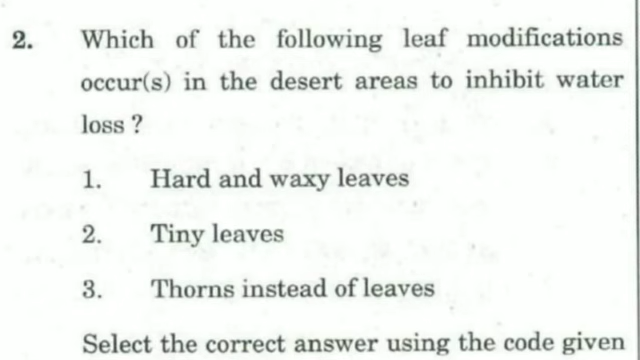 2. Which of the following leaf modifications
occur(s) in the desert areas to inhibit water
loss ?
1. Hard and waxy leaves
2. Tiny leaves
3. Thorns instead of leaves
Select the correct answer using the code given